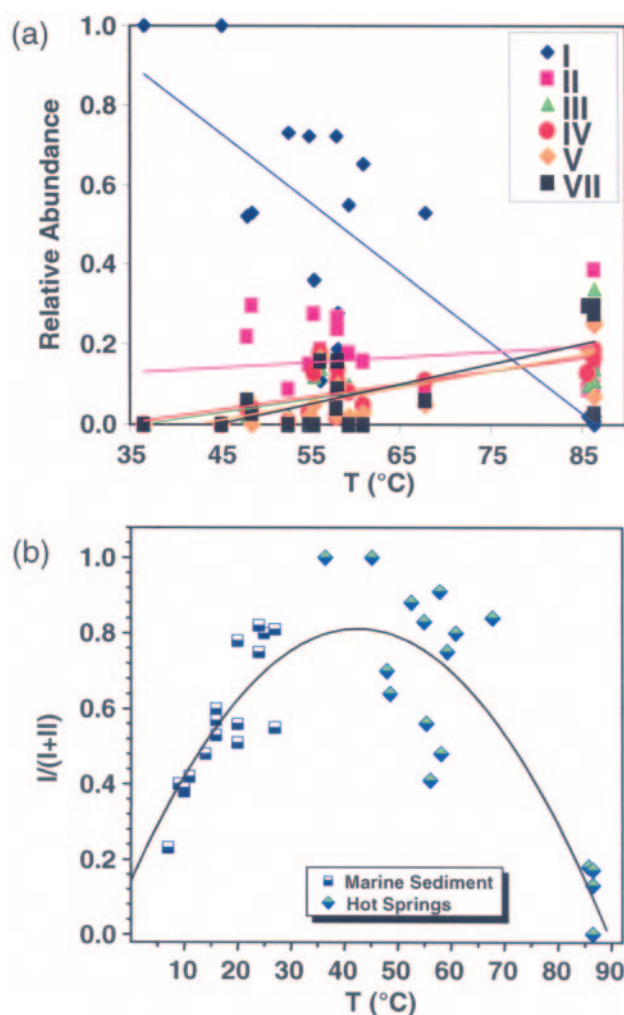 (a)
1.0
0.8
0.6
0.4
0.2
0.0
Relative Abundance
I
II
III
IV
V
VII
35 45 55 65 75 85
T (°C)
(b)
1.0
0.8
0.6
0.4
0.2
0.0
I/(I+II)
Marine Sediment
Hot Springs
10 20 30 40 50 60 70 80 90
T (°C)